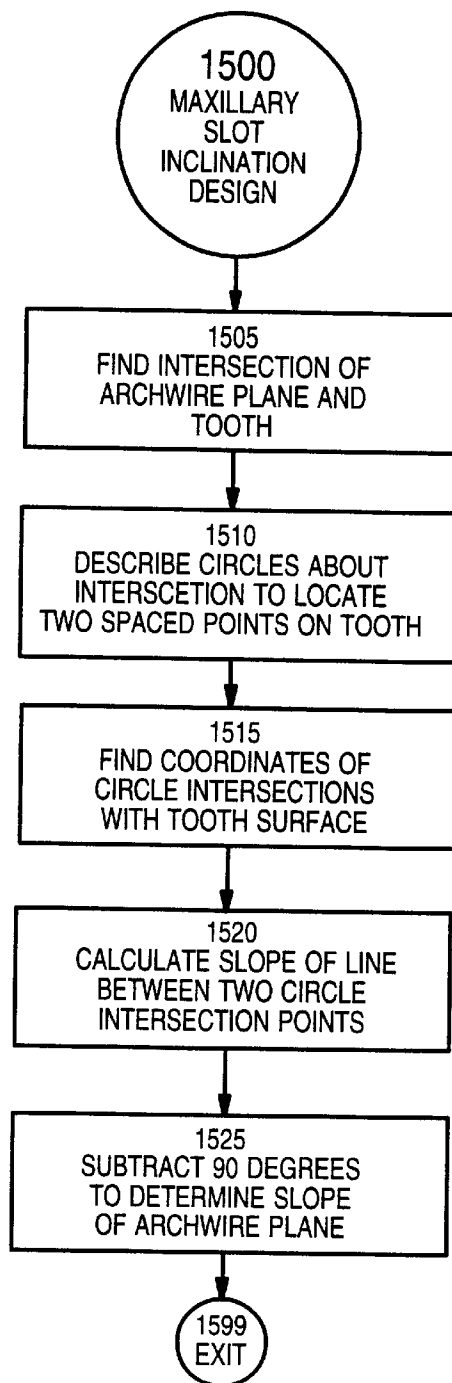 1500
MAXILLARY
SLOT
INCLINATION
DESIGN
1505
FIND INTERSECTION OF
ARCHWIRE PLANE AND
TOOTH
1510
DESCRIBE CIRCLES ABOUT
INTERSCETION TO LOCATE
TWO SPACED POINTS ON TOOTH
1515
FIND COORDINATES OF
CIRCLE INTERSECTIONS
WITH TOOTH SURFACE
1520
CALCULATE SLOPE OF LINE
BETWEEN TWO CIRCLE
INTERSECTION POINTS
1525
SUBTRACT 90 DEGREES
TO DETERMINE SLOPE
OF ARCHWIRE PLANE
1599
EXIT